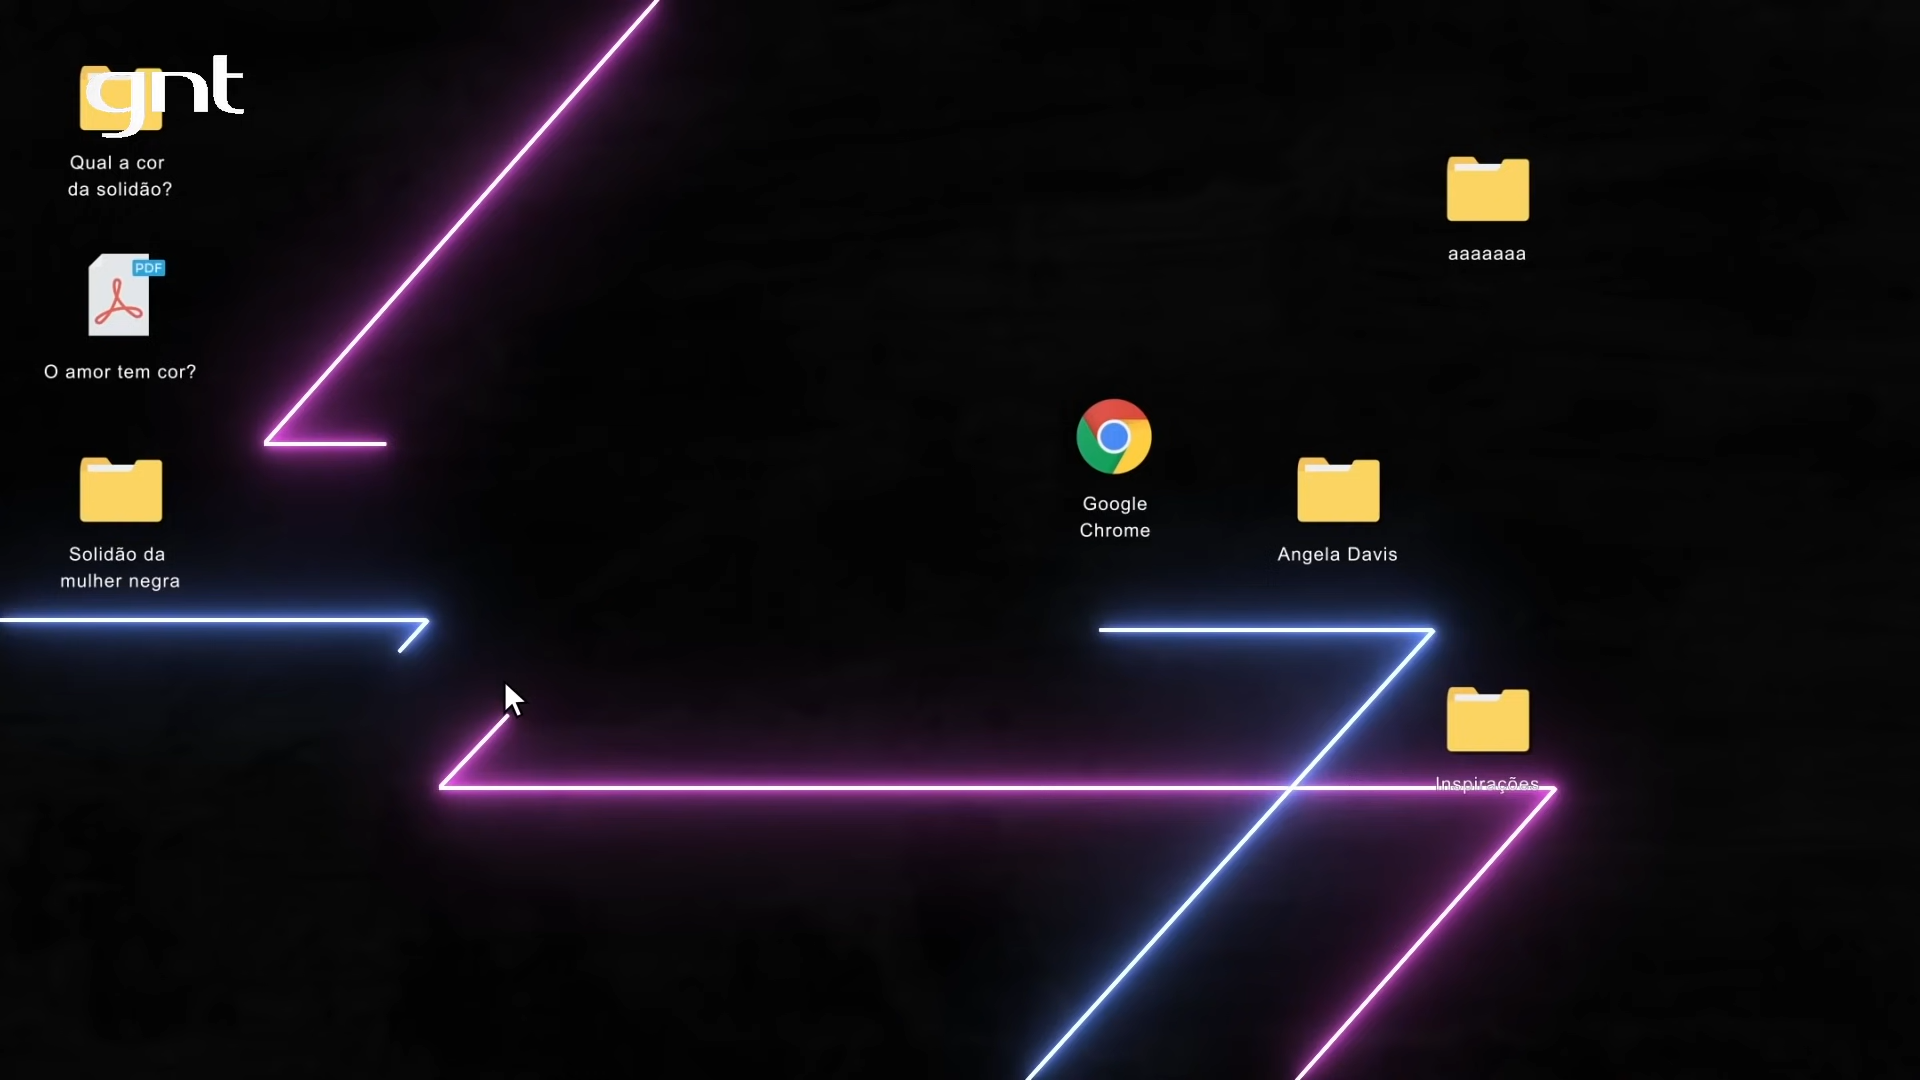 gnt
Qual a cor
da solidão?
PDF
O amor tem cor?
Solidão da
mulher negra
aaaaaaa
Google
Chrome
Angela Davis
Inspirações